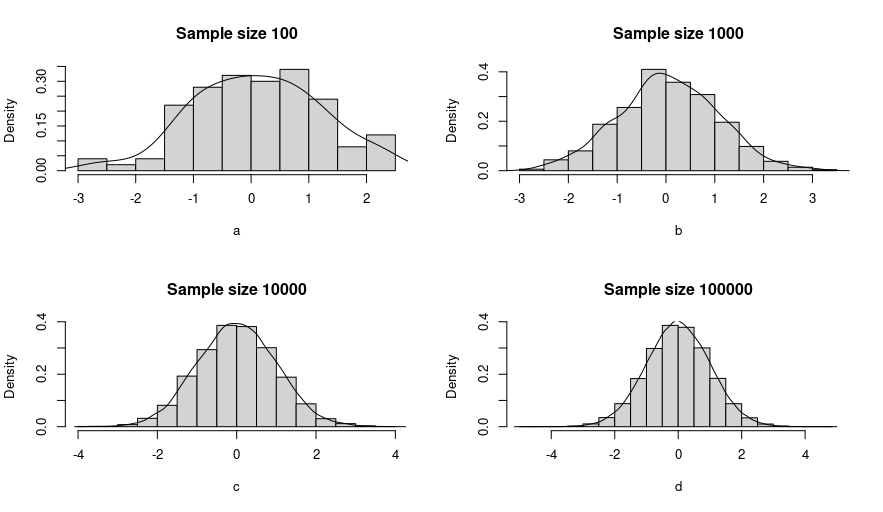 Sample size 100
Density
0.00 0.15 0.30
-3 -2 -1 0 1 2
a
Sample size 1000
Density
0.0 0.2 0.4
-3 -2 -1 0 1 2 3
b
Sample size 10000
Density
0.0 0.2 0.4
-4 -2 0 2 4
c
Sample size 100000
Density
0.0 0.2 0.4
-4 -2 0 2 4
d